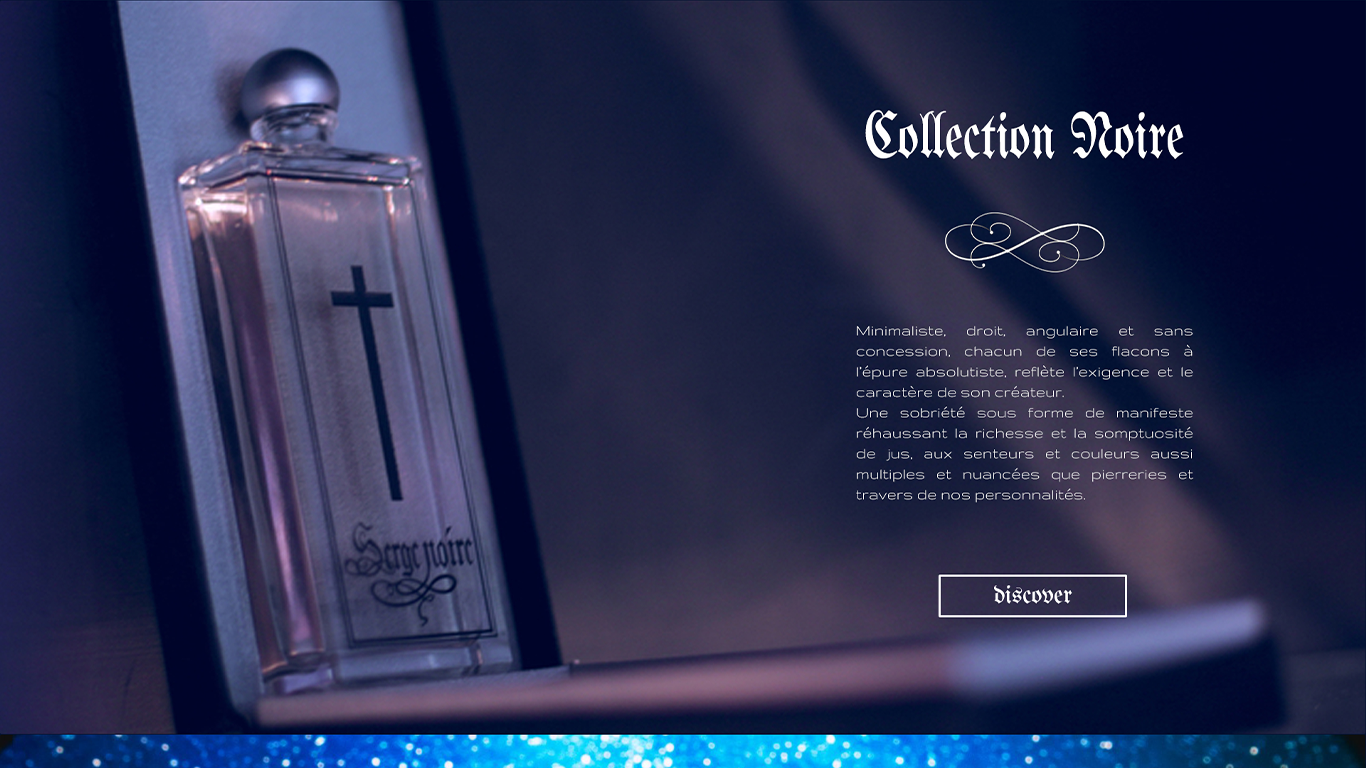 Collection Noire
Minimaliste, droit, angulaire et sans
concession, chacun de ses flacons à
l'épure absolutiste, reflète l'exigence et le
caractère de son créateur.
Une sobriété sous forme de manifeste
réhaussant la richesse et la somptuosité
de jus, aux senteurs et couleurs aussi
multiples et nuancées que pierreries et
travers de nos personnalités.
Serge noire
discover